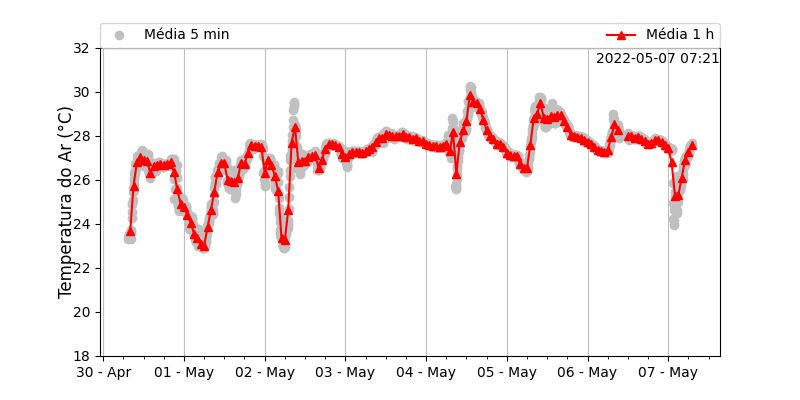 Média 5 min
Média 1 h
2022-05-07 07:21
Temperatura do Ar (°C)
32
30
28
26
24
22
20
18
30 - Apr
01 - May
02 - May
03 - May
04 - May
05 - May
06 - May
07 - May